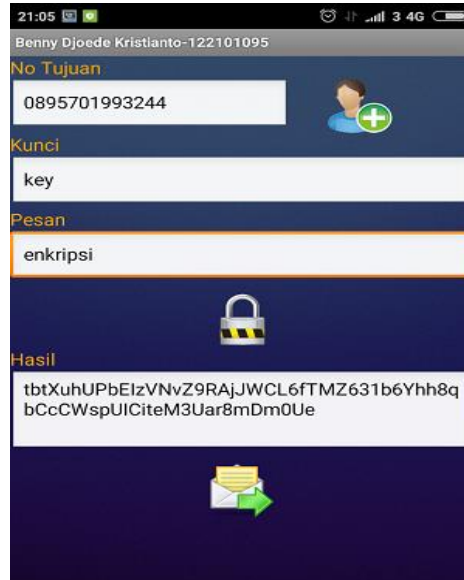 21:05 3 4G
Benny Djoede Kristianto-122101095
No Tujuan
0895701993244
Kunci
key
Pesan
enkripsi
Hasil
tbtXuhUPbEIzVNvZ9RAjJWCL6fTMZ631b6Yhh8q
bCcCWspUICiteM3Uar8mDm0Ue